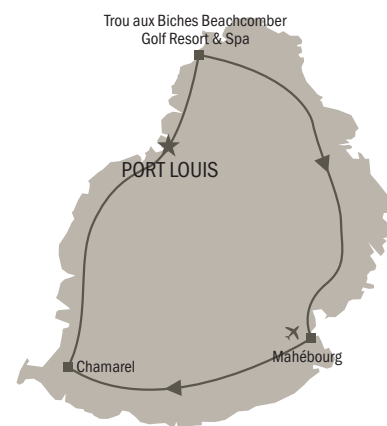 Trou aux Biches Beachcomber
Golf Resort & Spa
PORT LOUIS
Mahébourg
Chamarel